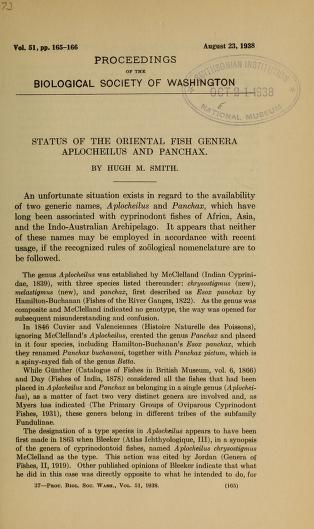 Vol. 51, pp. 165-166
August 23, 1938
PROCEEDINGS
OF THE
BIOLOGICAL SOCIETY OF WASHINGTON
SMITHSONIAN INSTITUTION
OCT 21 1938
NATIONAL MUSEUM
STATUS OF THE ORIENTAL FISH GENERA
APLOCHEILUS AND PANCHAX.
BY HUGH M. SMITH.
An unfortunate situation exists in regard to the availability
of two generic names, Aplocheilus and Panchax, which have
long been associated with cyprinodont fishes of Africa, Asia,
and the Indo-Australian Archipelago. It appears that neither
of these names may be employed in accordance with recent
usage, if the recognized rules of zoölogical nomenclature are to
be followed.
The genus Aplocheilus was established by McClelland (Indian Cyprini-
dae, 1839), with three species listed thereunder: chrysostigmus (new),
melastigmus (new), and panchax, first described as Esox panchax by
Hamilton-Buchanan (Fishes of the River Ganges, 1822). As the genus was
composite and McClelland indicated no genotype, the way was opened for
subsequent misunderstanding and confusion.
In 1846 Cuvier and Valenciennes (Histoire Naturelle des Poissons),
ignoring McClelland's Aplocheilus, created the genus Panchax and placed
in it four species, including Hamilton-Buchanan's Esox panchax, which
they renamed Panchax buchanani, together with Panchax pictum, which is
a spiny-rayed fish of the genus Betta.
While Günther (Catalogue of Fishes in British Museum, vol. 6, 1866)
and Day (Fishes of India, 1878) considered all the fishes that had been
placed in Aplocheilus and Panchax as belonging in a single genus (Aplochei-
lus), as a matter of fact two very distinct genera are involved and, as
Myers has indicated (The Primary Groups of Oviparous Cyprinodont
Fishes, 1931), these genera belong in different tribes of the subfamily
Fundulinae.
The designation of a type species in Aplocheilus appears to have been
first made in 1863 when Bleeker (Atlas Ichthyologique, III), in a synopsis
of the genera of cyprinodontoid fishes, named Aplocheilus chrysostigmus
McClelland as the type. This action was cited by Jordan (Genera of
Fishes, II, 1919). Other published opinions of Bleeker indicate that what
he did in this case was directly opposite to what he intended to do, for
37—Proc. Biol. Soc. Wash., Vol. 51, 1938.
(165)